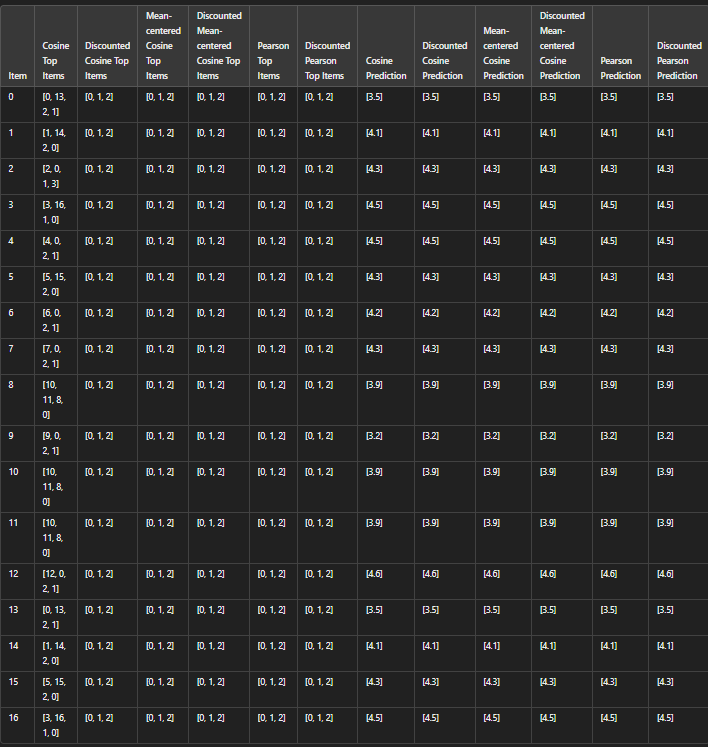 Item | Cosine Top Items | Discounted Cosine Top Items | Mean-centered Cosine Top Items | Discounted Mean-centered Cosine Top Items | Pearson Top Items | Discounted Pearson Top Items | Cosine Prediction | Discounted Cosine Prediction | Mean-centered Cosine Prediction | Discounted Mean-centered Cosine Prediction | Pearson Prediction | Discounted Pearson Prediction
0 | [0, 13, 2, 1] | [0, 1, 2] | [0, 1, 2] | [0, 1, 2] | [0, 1, 2] | [0, 1, 2] | [3.5] | [3.5] | [3.5] | [3.5] | [3.5] | [3.5]
1 | [1, 14, 2, 0] | [0, 1, 2] | [0, 1, 2] | [0, 1, 2] | [0, 1, 2] | [0, 1, 2] | [4.1] | [4.1] | [4.1] | [4.1] | [4.1] | [4.1]
2 | [2, 0, 1, 3] | [0, 1, 2] | [0, 1, 2] | [0, 1, 2] | [0, 1, 2] | [0, 1, 2] | [4.3] | [4.3] | [4.3] | [4.3] | [4.3] | [4.3]
3 | [3, 16, 1, 0] | [0, 1, 2] | [0, 1, 2] | [0, 1, 2] | [0, 1, 2] | [0, 1, 2] | [4.5] | [4.5] | [4.5] | [4.5] | [4.5] | [4.5]
4 | [4, 0, 2, 1] | [0, 1, 2] | [0, 1, 2] | [0, 1, 2] | [0, 1, 2] | [0, 1, 2] | [4.5] | [4.5] | [4.5] | [4.5] | [4.5] | [4.5]
5 | [5, 15, 2, 0] | [0, 1, 2] | [0, 1, 2] | [0, 1, 2] | [0, 1, 2] | [0, 1, 2] | [4.3] | [4.3] | [4.3] | [4.3] | [4.3] | [4.3]
6 | [6, 0, 2, 1] | [0, 1, 2] | [0, 1, 2] | [0, 1, 2] | [0, 1, 2] | [0, 1, 2] | [4.2] | [4.2] | [4.2] | [4.2] | [4.2] | [4.2]
7 | [7, 0, 2, 1] | [0, 1, 2] | [0, 1, 2] | [0, 1, 2] | [0, 1, 2] | [0, 1, 2] | [4.3] | [4.3] | [4.3] | [4.3] | [4.3] | [4.3]
8 | [10, 11, 8, 0] | [0, 1, 2] | [0, 1, 2] | [0, 1, 2] | [0, 1, 2] | [0, 1, 2] | [3.9] | [3.9] | [3.9] | [3.9] | [3.9] | [3.9]
9 | [9, 0, 2, 1] | [0, 1, 2] | [0, 1, 2] | [0, 1, 2] | [0, 1, 2] | [0, 1, 2] | [3.2] | [3.2] | [3.2] | [3.2] | [3.2] | [3.2]
10 | [10, 11, 8, 0] | [0, 1, 2] | [0, 1, 2] | [0, 1, 2] | [0, 1, 2] | [0, 1, 2] | [3.9] | [3.9] | [3.9] | [3.9] | [3.9] | [3.9]
11 | [10, 11, 8, 0] | [0, 1, 2] | [0, 1, 2] | [0, 1, 2] | [0, 1, 2] | [0, 1, 2] | [3.9] | [3.9] | [3.9] | [3.9] | [3.9] | [3.9]
12 | [12, 0, 2, 1] | [0, 1, 2] | [0, 1, 2] | [0, 1, 2] | [0, 1, 2] | [0, 1, 2] | [4.6] | [4.6] | [4.6] | [4.6] | [4.6] | [4.6]
13 | [0, 13, 2, 1] | [0, 1, 2] | [0, 1, 2] | [0, 1, 2] | [0, 1, 2] | [0, 1, 2] | [3.5] | [3.5] | [3.5] | [3.5] | [3.5] | [3.5]
14 | [1, 14, 2, 0] | [0, 1, 2] | [0, 1, 2] | [0, 1, 2] | [0, 1, 2] | [0, 1, 2] | [4.1] | [4.1] | [4.1] | [4.1] | [4.1] | [4.1]
15 | [5, 15, 2, 0] | [0, 1, 2] | [0, 1, 2] | [0, 1, 2] | [0, 1, 2] | [0, 1, 2] | [4.3] | [4.3] | [4.3] | [4.3] | [4.3] | [4.3]
16 | [3, 16, 1, 0] | [0, 1, 2] | [0, 1, 2] | [0, 1, 2] | [0, 1, 2] | [0, 1, 2] | [4.5] | [4.5] | [4.5] | [4.5] | [4.5] | [4.5]